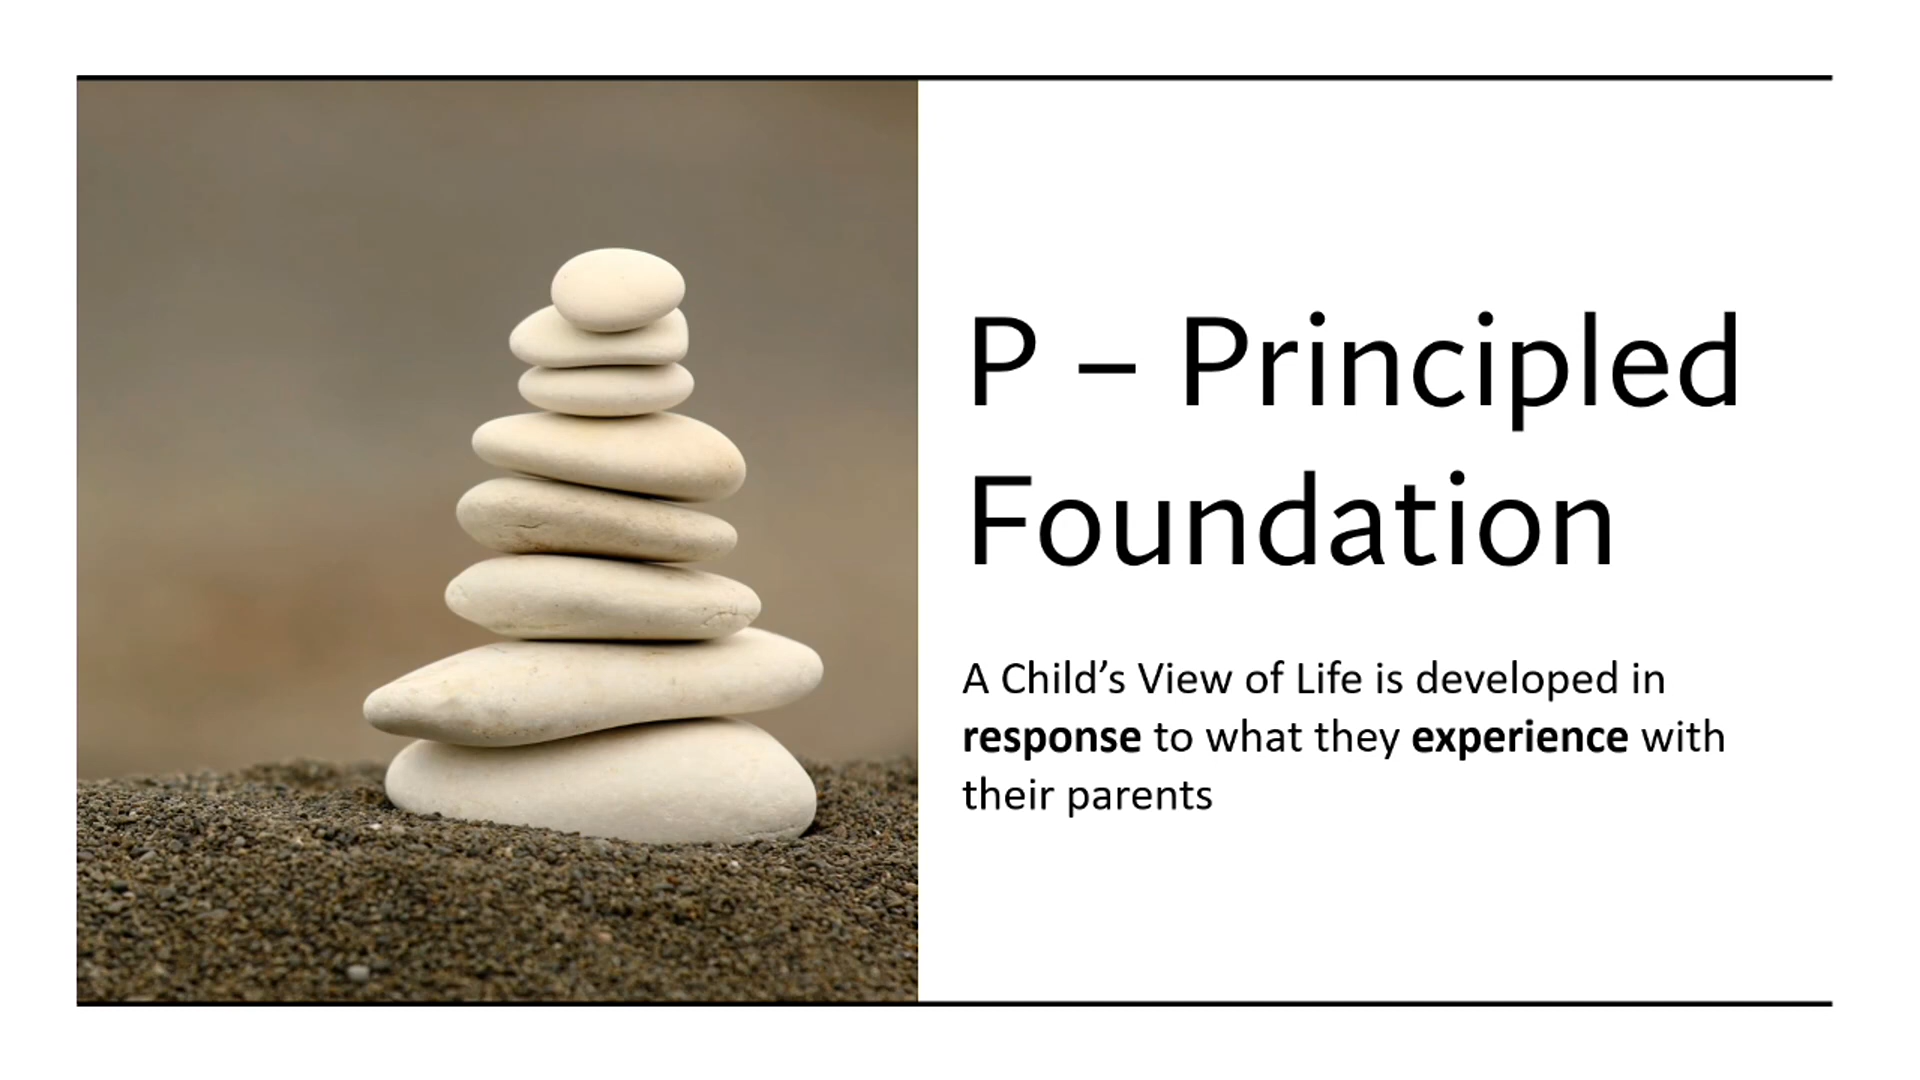 P – Principled
Foundation
A Child’s View of Life is developed in
response to what they experience with
their parents